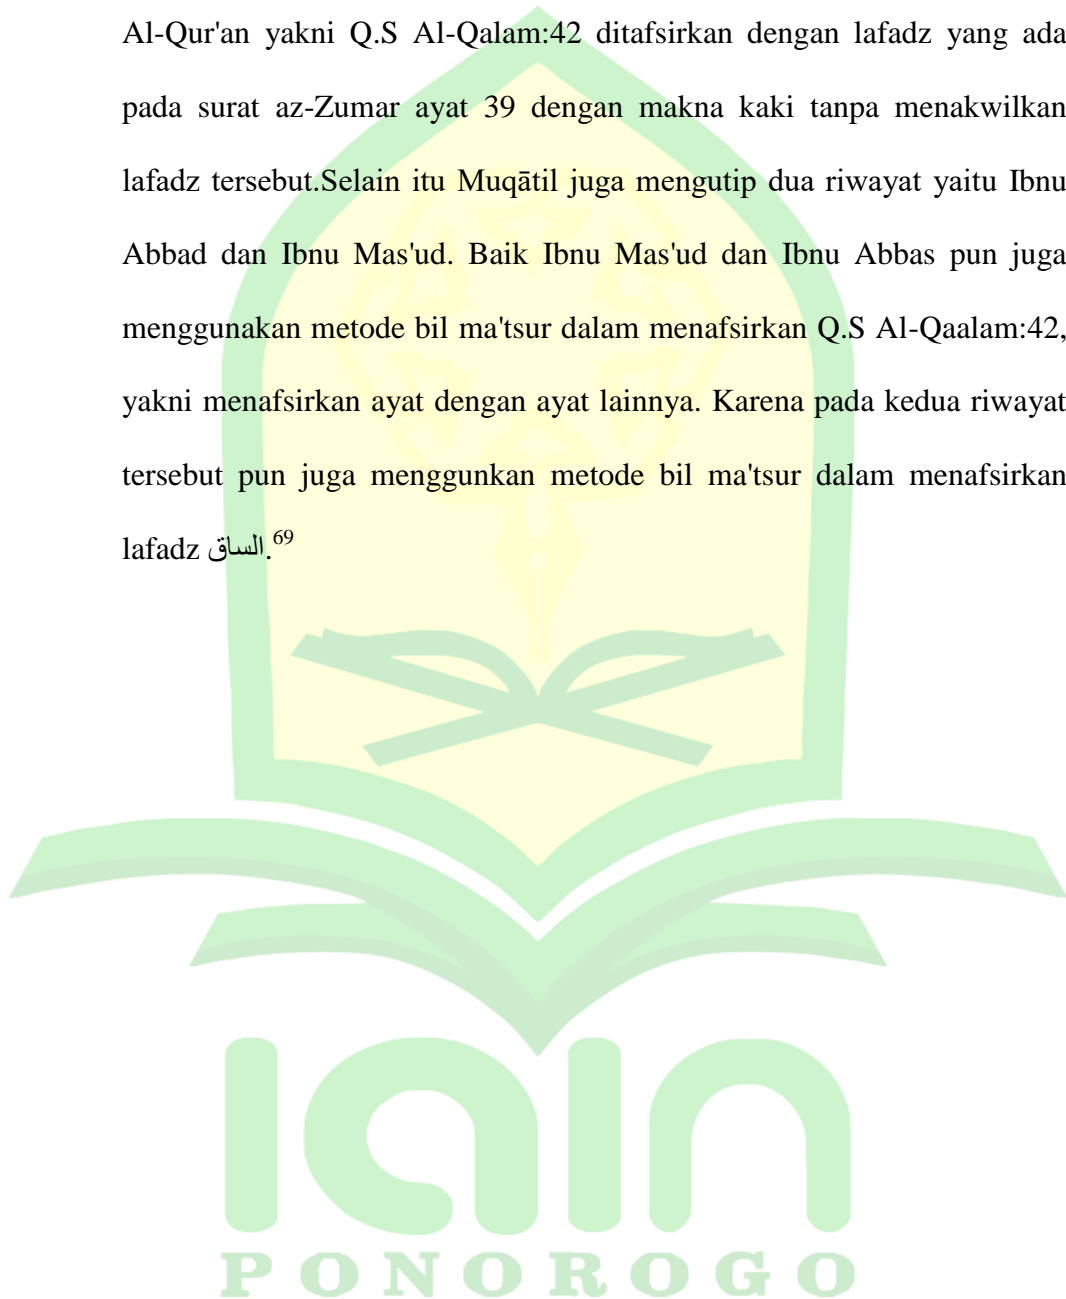 Al-Qur'an yakni Q.S Al-Qalam:42 ditafsirkan dengan lafadz yang ada
pada surat az-Zumar ayat 39 dengan makna kaki tanpa menakwilkan
lafadz tersebut.Selain itu Muqātil juga mengutip dua riwayat yaitu Ibnu
Abbad dan Ibnu Mas'ud. Baik Ibnu Mas'ud dan Ibnu Abbas pun juga
menggunakan metode bil ma'tsur dalam menafsirkan Q.S Al-Qaalam:42,
yakni menafsirkan ayat dengan ayat lainnya. Karena pada kedua riwayat
tersebut pun juga menggunkan metode bil ma'tsur dalam menafsirkan
lafadz الساق.69
iain
PONOROGO